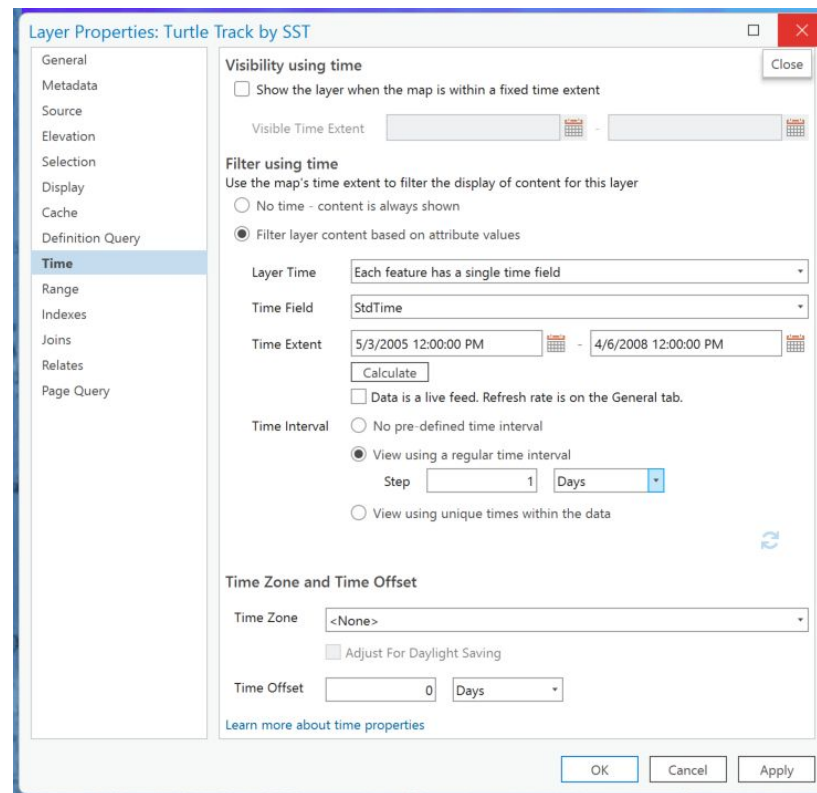 Layer Properties: Turtle Track by SST
Close
General
Metadata
Source
Elevation
Selection
Display
Cache
Definition Query
Time
Range
Indexes
Joins
Relates
Page Query
Visibility using time
Show the layer when the map is within a fixed time extent
Visible Time Extent -
Filter using time
Use the map's time extent to filter the display of content for this layer
No time - content is always shown
Filter layer content based on attribute values
Layer Time Each feature has a single time field
Time Field StdTime
Time Extent 5/3/2005 12:00:00 PM - 4/6/2008 12:00:00 PM
Calculate
Data is a live feed. Refresh rate is on the General tab.
Time Interval No pre-defined time interval
View using a regular time interval
Step 1 Days
View using unique times within the data
Time Zone and Time Offset
Time Zone <None>
Adjust For Daylight Saving
Time Offset 0 Days
Learn more about time properties
OK Cancel Apply